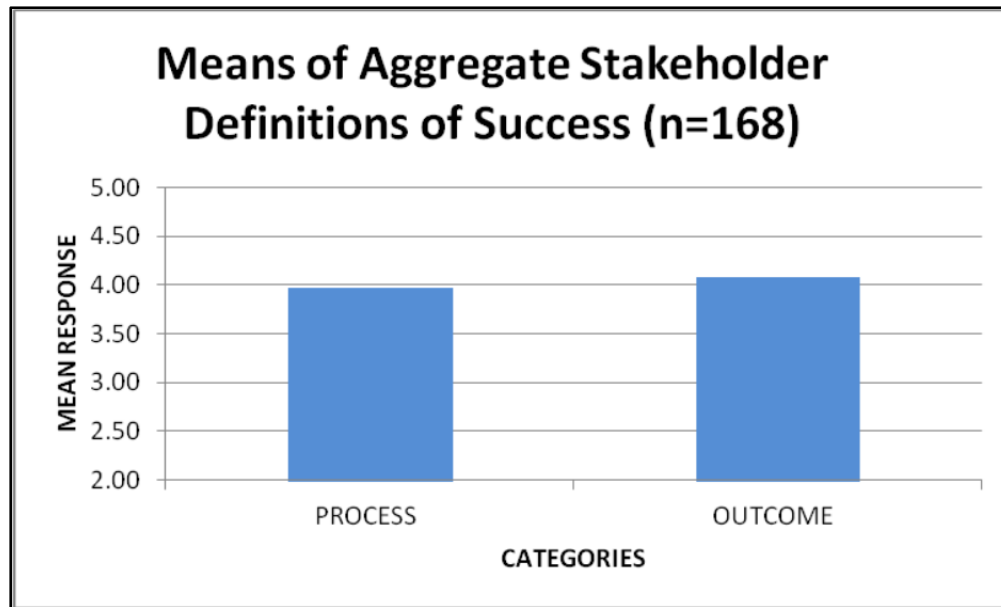 Means of Aggregate Stakeholder
Definitions of Success (n=168)
5.00
4.50
4.00
3.50
3.00
2.50
2.00
MEAN RESPONSE
PROCESS
OUTCOME
CATEGORIES